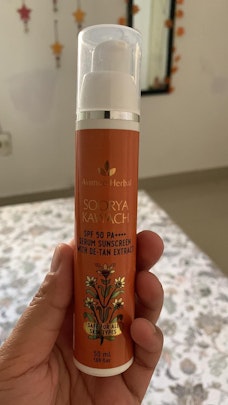 Herbal
SOORYA
KAVACH
SPF 50 PA++++
SERUM SUNSCREEN
WITH DE-TAN EXTRACT
SAFE FOR ALL
SKIN TYPES
50 ml